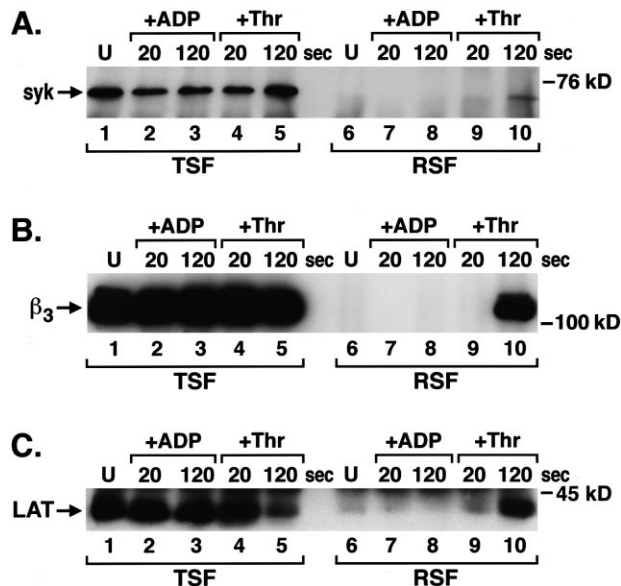 A.
+ADP +Thr +ADP +Thr
U 20 120 20 120 sec U 20 120 20 120 sec
syk –76 kD
1 2 3 4 5 6 7 8 9 10
TSF RSF
B.
+ADP +Thr +ADP +Thr
U 20 120 20 120 sec U 20 120 20 120 sec
β3 –100 kD
1 2 3 4 5 6 7 8 9 10
TSF RSF
C.
+ADP +Thr +ADP +Thr
U 20 120 20 120 sec U 20 120 20 120 sec
LAT –45 kD
1 2 3 4 5 6 7 8 9 10
TSF RSF